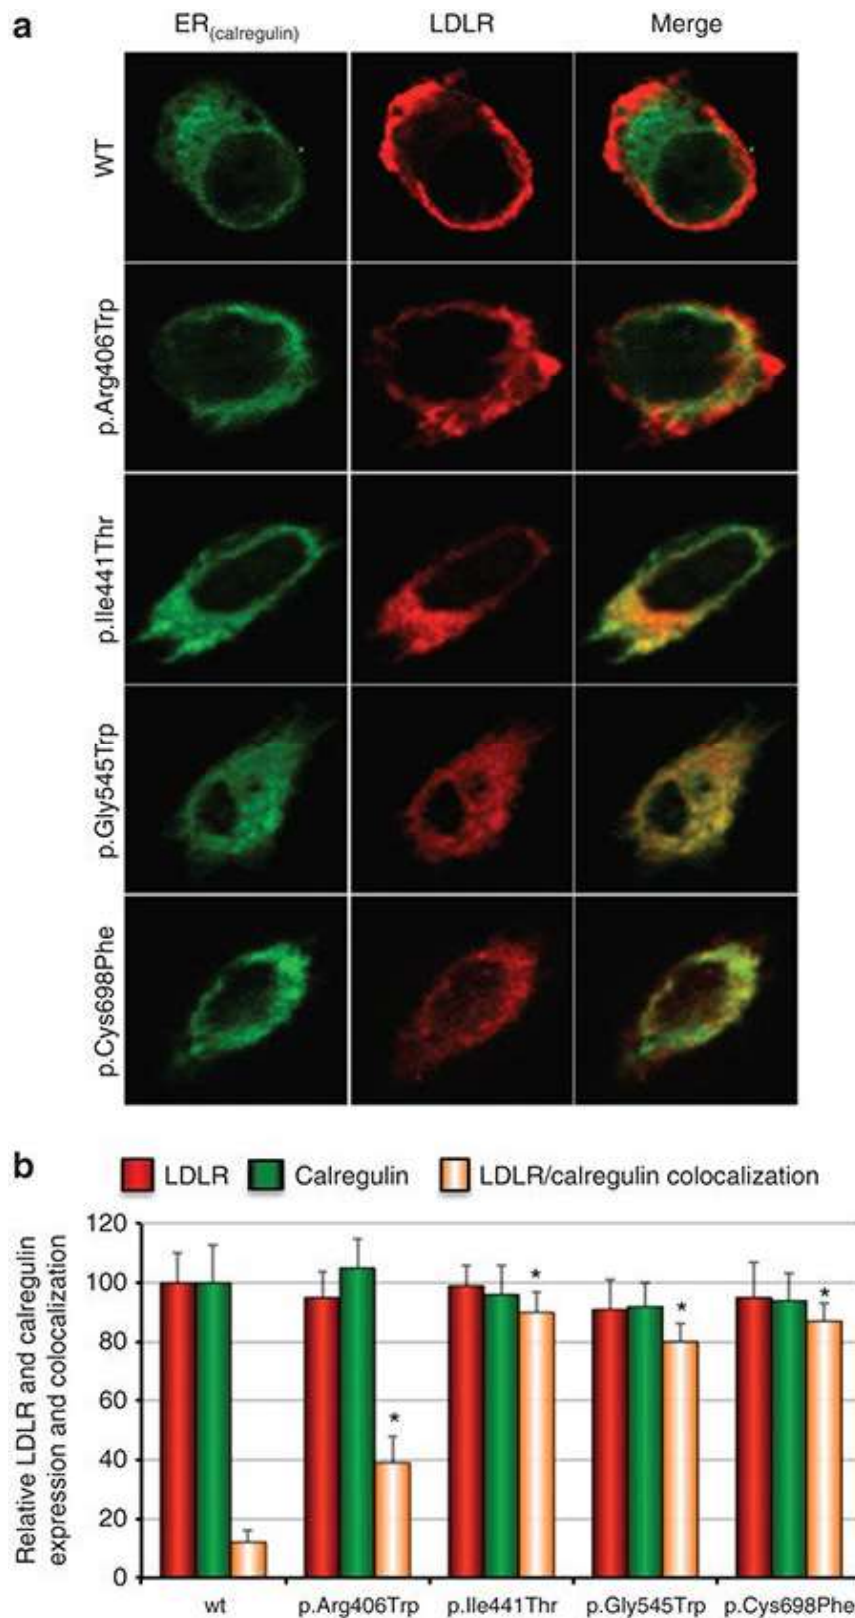 a
ER(calregulin) LDLR Merge
WT
p.Arg406Trp
p.Ile441Thr
p.Gly545Trp
p.Cys698Phe
b
LDLR Calregulin LDLR/calregulin colocalization
Relative LDLR and calregulin
expression and colocalization
120
100
80
60
40
20
0
*
*
*
*
wt p.Arg406Trp p.Ile441Thr p.Gly545Trp p.Cys698Phe